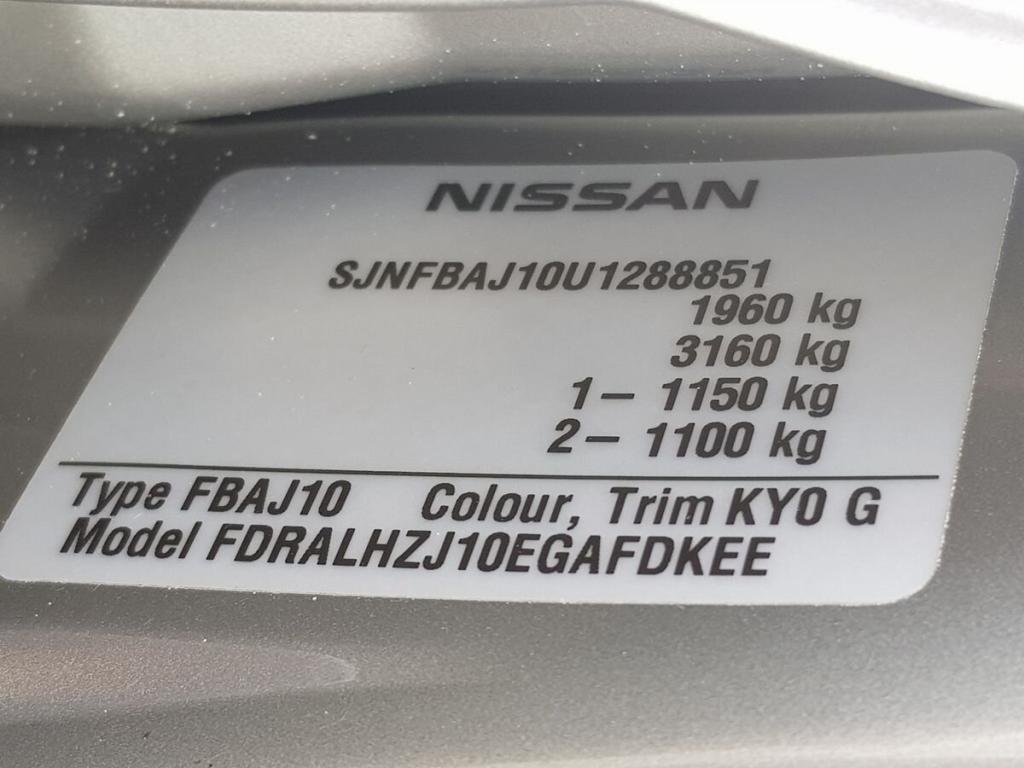 NISSAN
SJNFBAJ10U1288851
1960 kg
3160 kg
1– 1150 kg
2– 1100 kg
Type FBAJ10 Colour, Trim KY0 G
Model FDRALHZJ10EGAFDKEE